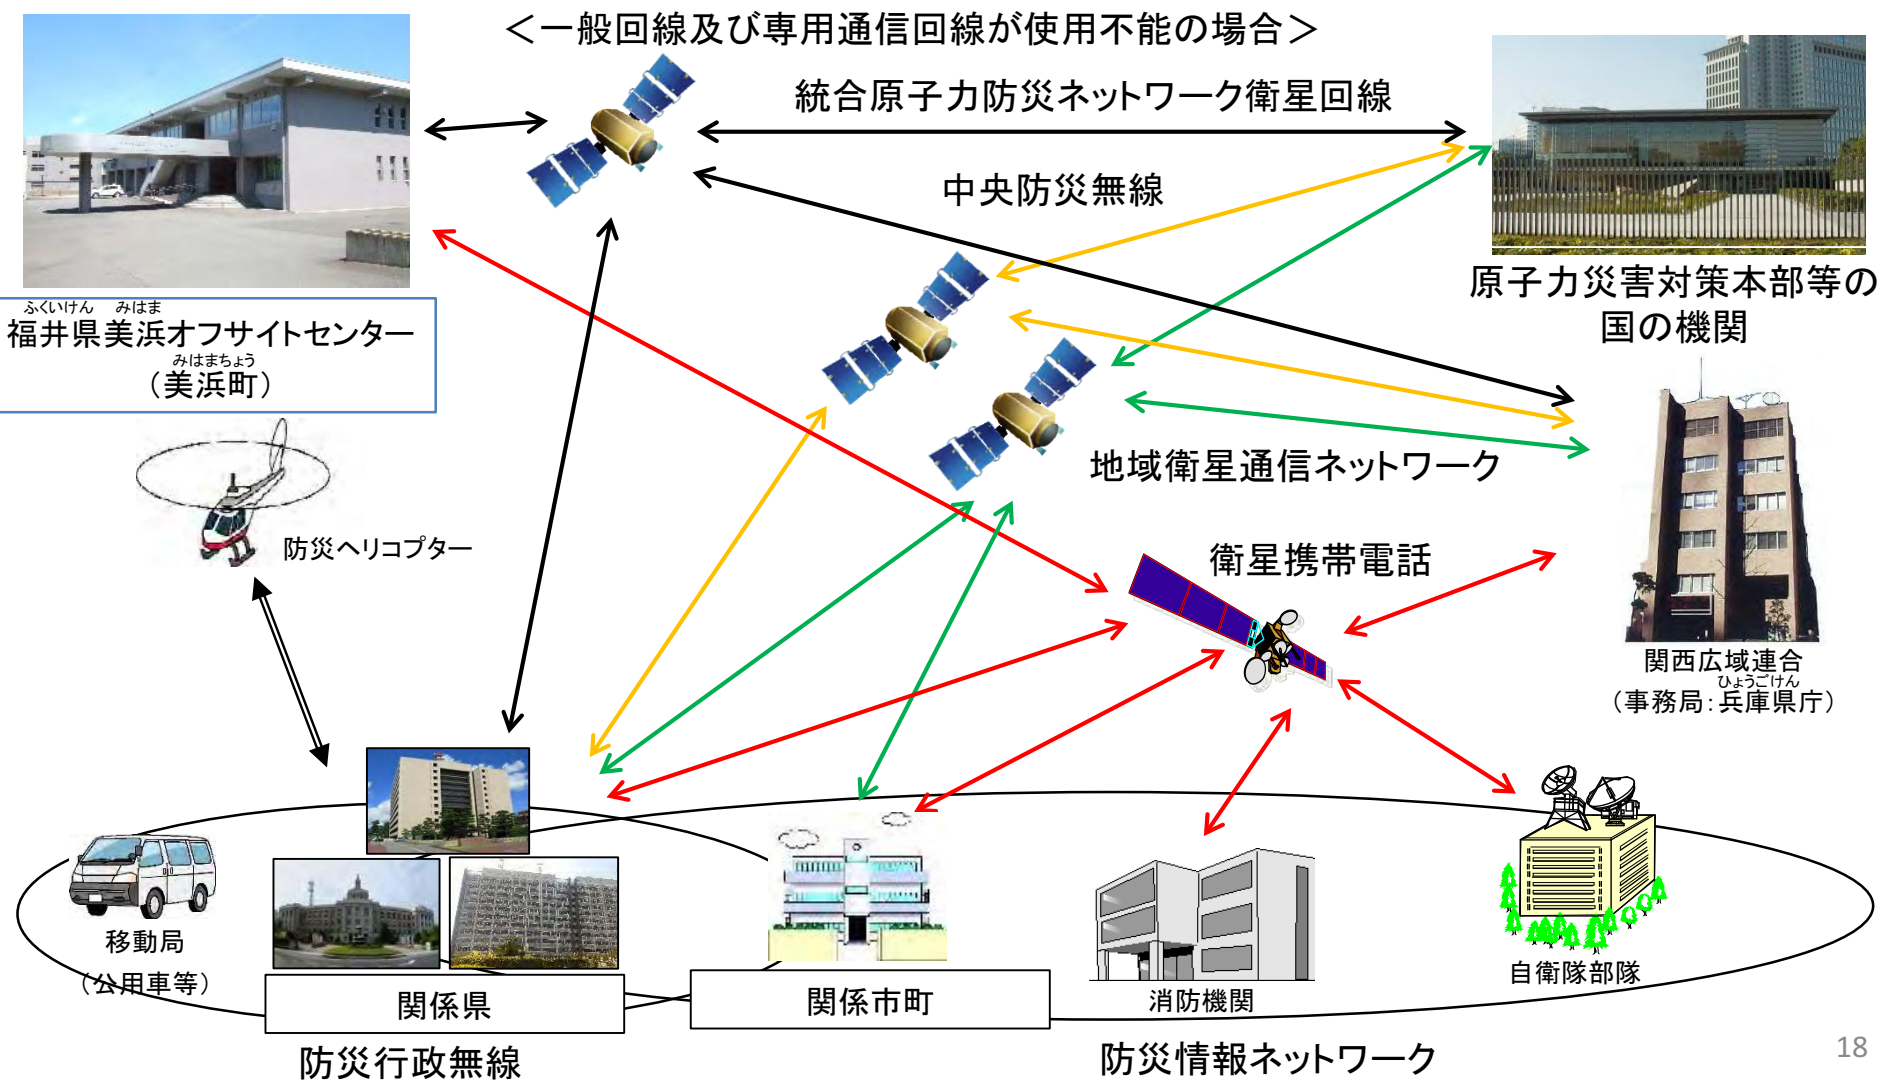 ＜一般回線及び専用通信回線が使用不能の場合＞
統合原子力防災ネットワーク衛星回線
中央防災無線
原子力災害対策本部等の
国の機関
ふくいけん　みはま
福井県美浜オフサイトセンター
みはまちょう
（美浜町）
防災ヘリコプター
地域衛星通信ネットワーク
衛星携帯電話
関西広域連合
ひょうごけん
（事務局：兵庫県庁）
移動局
（公用車等）
関係県
関係市町
消防機関
自衛隊部隊
防災行政無線
防災情報ネットワーク
18